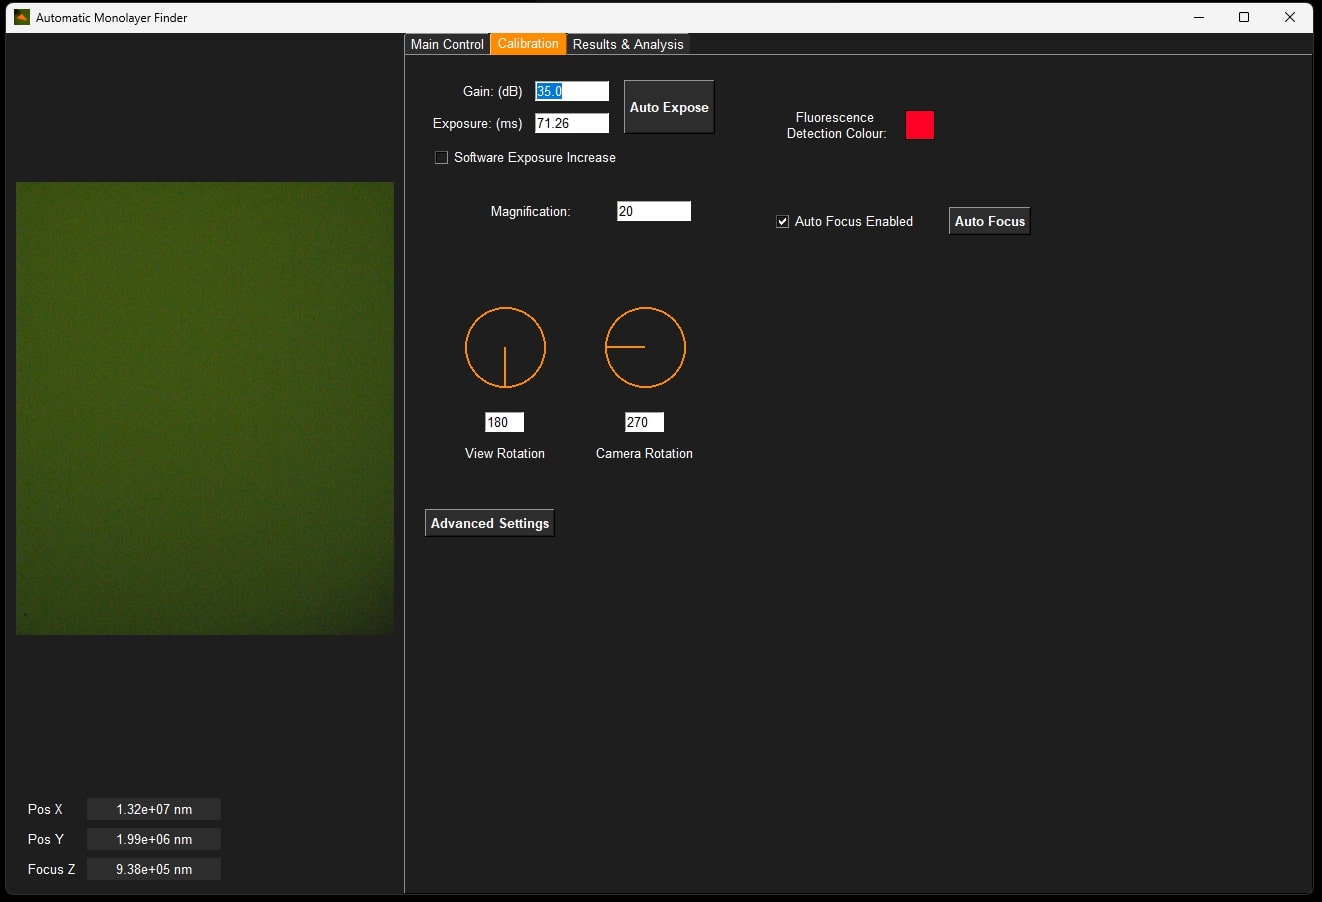 Automatic Monolayer Finder
Main Control Calibration Results & Analysis
Gain: (dB) 35.0
Exposure: (ms) 71.26
Auto Expose
Software Exposure Increase
Fluorescence
Detection Colour:
Magnification: 20
Auto Focus Enabled Auto Focus
180 270
View Rotation Camera Rotation
Advanced Settings
Pos X 1.32e+07 nm
Pos Y 1.99e+06 nm
Focus Z 9.38e+05 nm